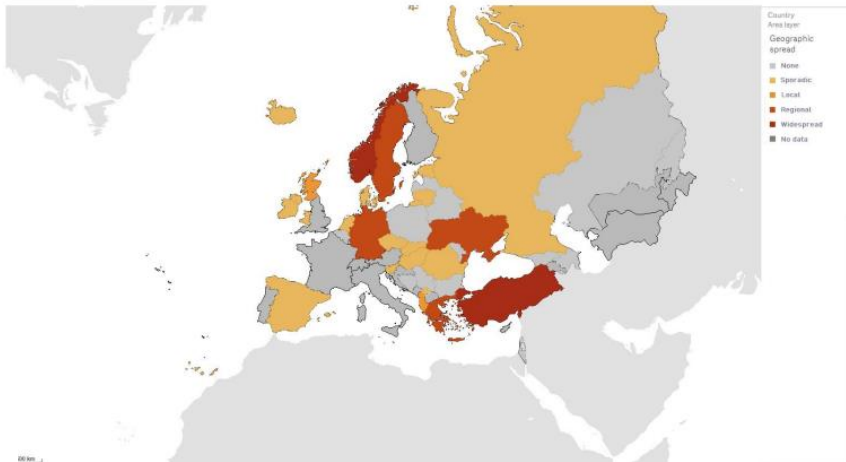 Country
Area layer
Geographic
spread
None
Sporadic
Local
Regional
Widespread
No data